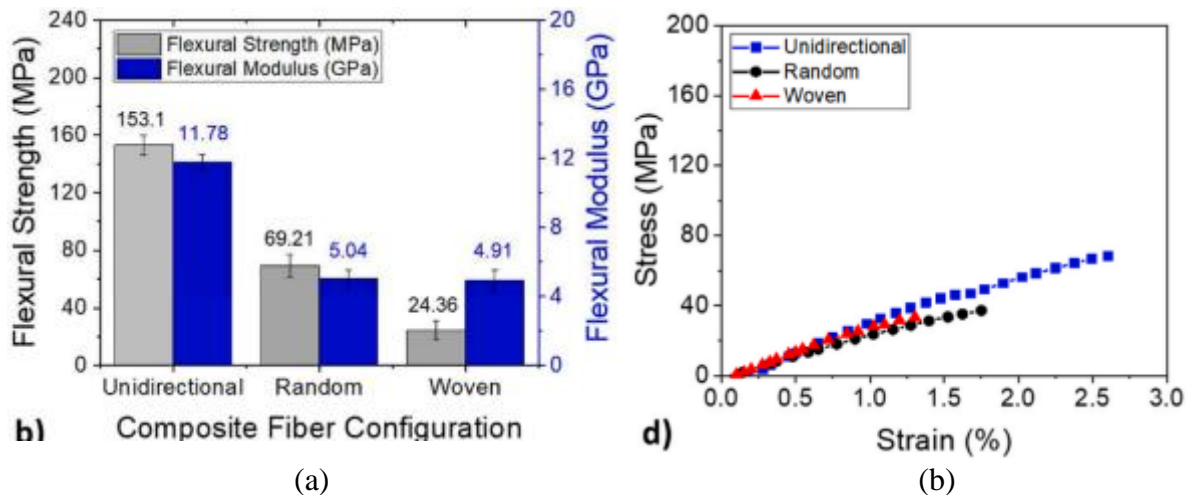 240
200
160
120
80
40
0
Flexural Strength (MPa)
Flexural Strength (MPa)
Flexural Modulus (GPa)
153.1
11.78
69.21
5.04
24.36
4.91
20
16
12
8
4
0
Flexural Modulus (GPa)
Unidirectional Random Woven
b) Composite Fiber Configuration
(a)
200
160
120
80
40
0
Stress (MPa)
Unidirectional
Random
Woven
0.0 0.5 1.0 1.5 2.0 2.5 3.0
d) Strain (%)
(b)